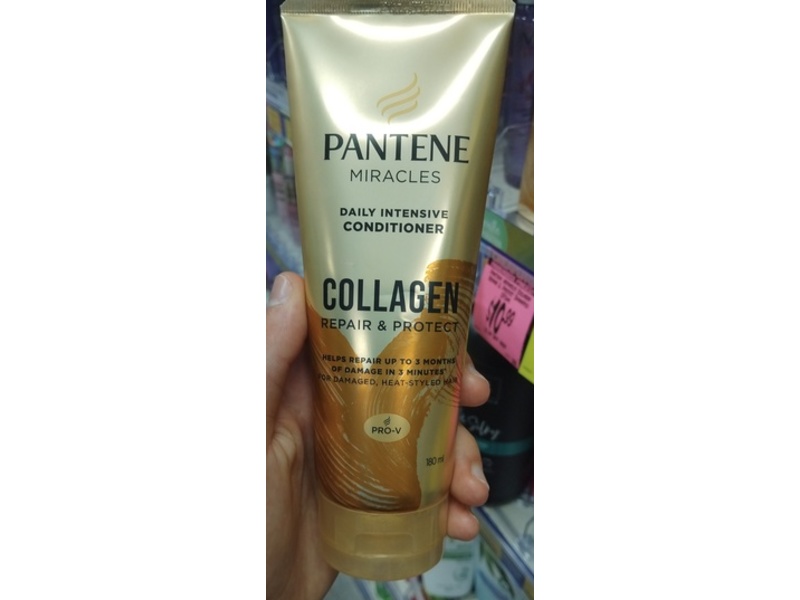 PANTENE
MIRACLES
DAILY INTENSIVE
CONDITIONER
COLLAGEN
REPAIR & PROTECT
HELPS REPAIR UP TO 3 MONTHS
OF DAMAGE IN 3 MINUTES*
FOR DAMAGED, HEAT-STYLED HAIR
PRO-V
180 ml